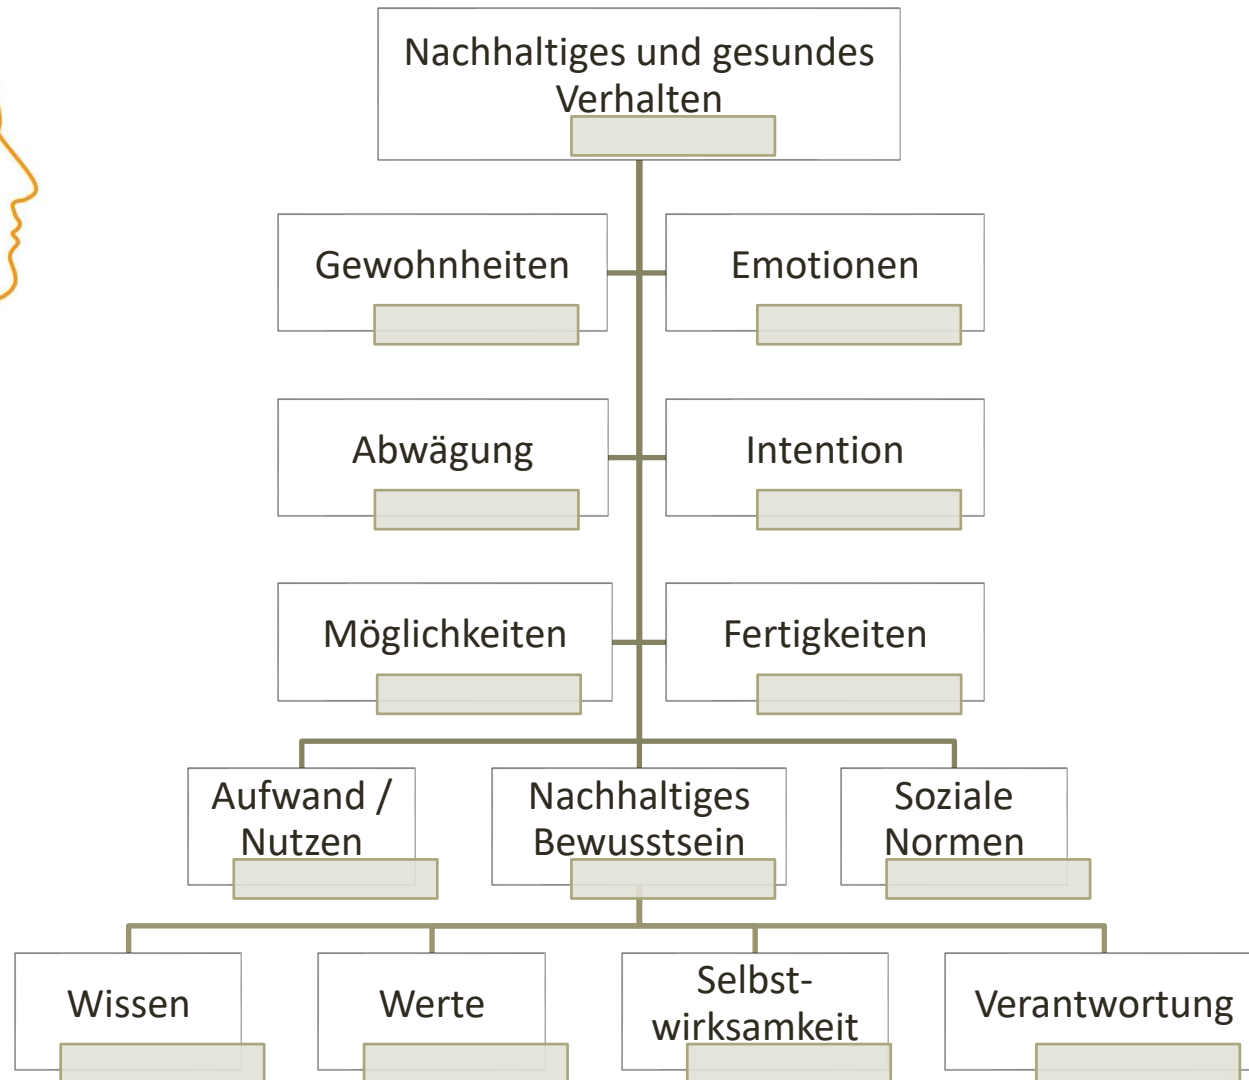 Nachhaltiges und gesundes
Verhalten
Gewohnheiten
Emotionen
Abwägung
Intention
Möglichkeiten
Fertigkeiten
Aufwand /
Nutzen
Nachhaltiges
Bewusstsein
Soziale
Normen
Wissen
Werte
Selbst-
wirksamkeit
Verantwortung